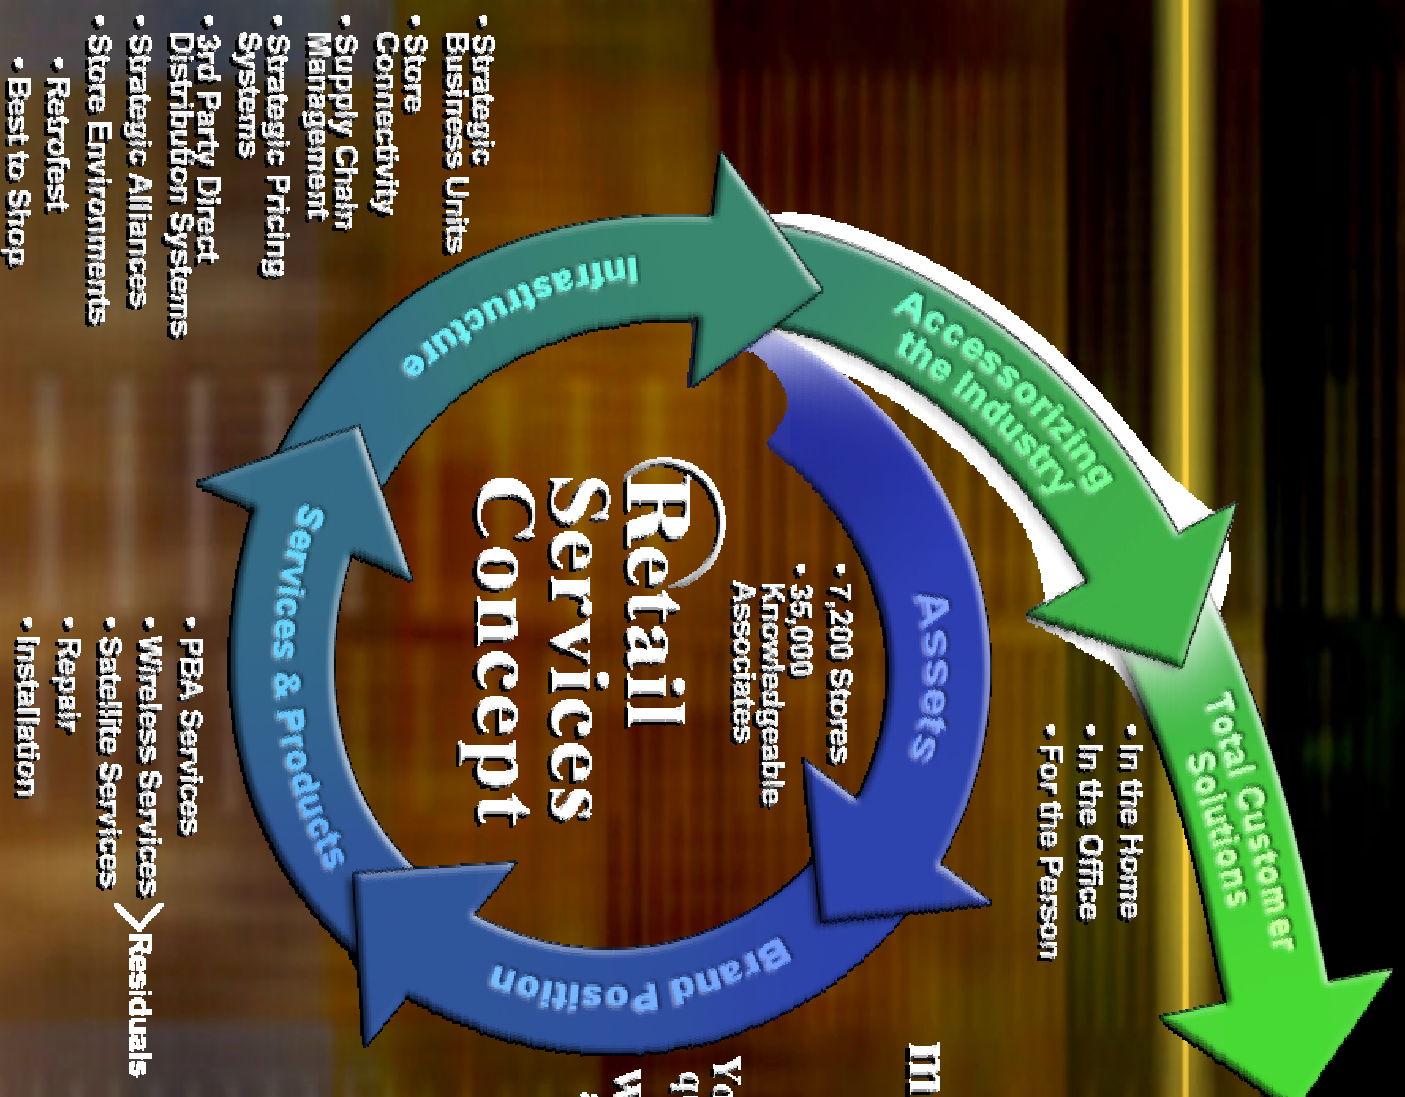 Total Customer
Solutions
• In the Home
• In the Office
• For the Person
Accessorizing
the Industry
Assets
• 7,200 Stores
• 35,000
Knowledgeable
Associates
Retail
Services
Concept
Brand Position
Infrastructure
• Strategic
Business Units
• Store
Connectivity
• Supply Chain
Management
• Strategic Pricing
Systems
• 3rd Party Direct
Distribution Systems
• Strategic Alliances
• Store Environments
• Retrofest
• Best to Shop
Services & Products
• PBA Services
• Wireless Services
• Satellite Services
Residuals
• Repair
• Installation